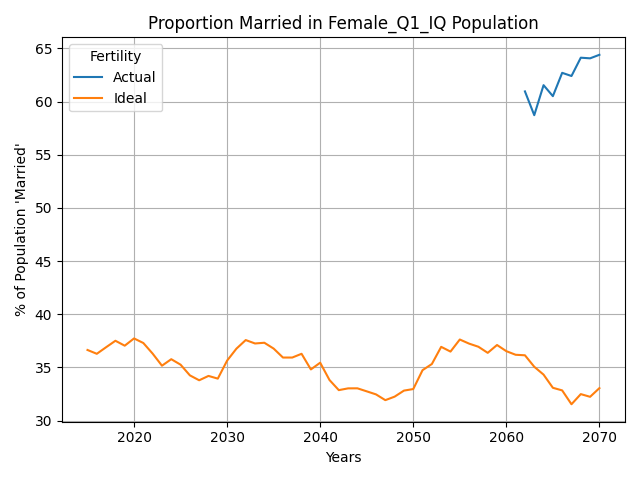 Proportion Married in Female_Q1_IQ Population
% of Population 'Married'
Fertility
Actual
Ideal
65
60
55
50
45
40
35
30
2020 2030 2040 2050 2060 2070
Years